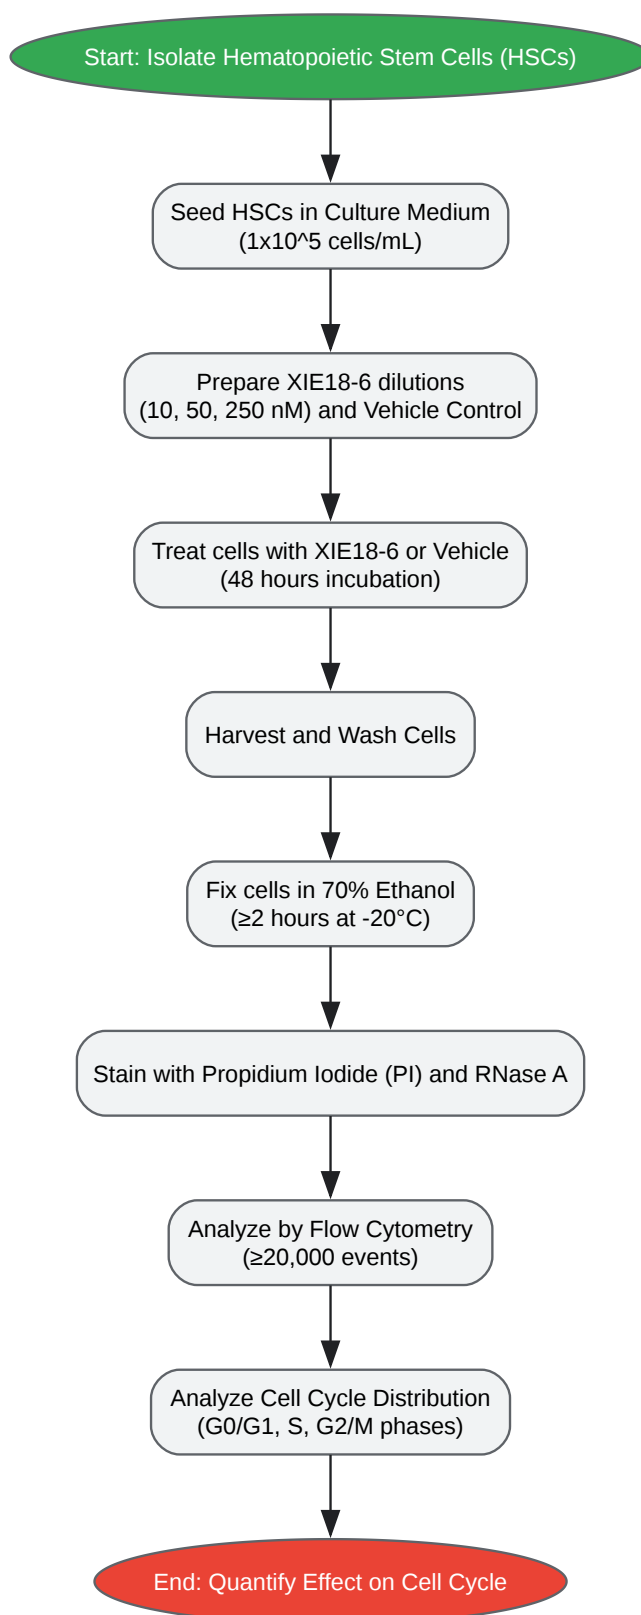 Start: Isolate Hematopoietic Stem Cells (HSCs)
Seed HSCs in Culture Medium
(1x10^5 cells/mL)
Prepare XIE18-6 dilutions
(10, 50, 250 nM) and Vehicle Control
Treat cells with XIE18-6 or Vehicle
(48 hours incubation)
Harvest and Wash Cells
Fix cells in 70% Ethanol
(≥2 hours at -20°C)
Stain with Propidium Iodide (PI) and RNase A
Analyze by Flow Cytometry
(≥20,000 events)
Analyze Cell Cycle Distribution
(G0/G1, S, G2/M phases)
End: Quantify Effect on Cell Cycle